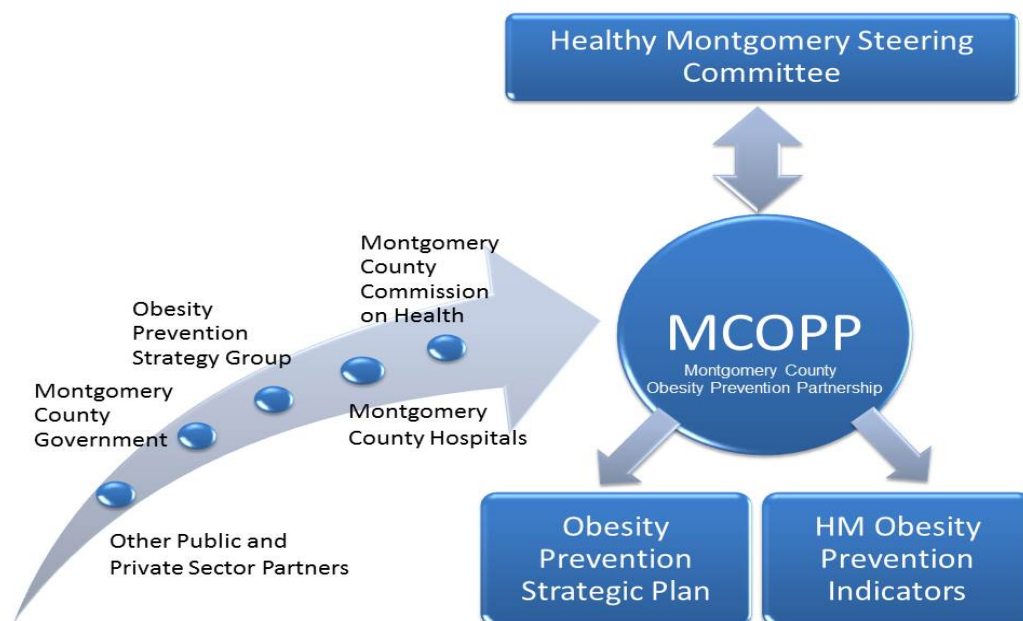 Healthy Montgomery Steering
Committee
Montgomery
County
Commission
on Health
Obesity
Prevention
Strategy Group
Montgomery
County
Government
Montgomery
County Hospitals
Other Public and
Private Sector Partners
MCOPP
Montgomery County
Obesity Prevention Partnership
Obesity
Prevention
Strategic Plan
HM Obesity
Prevention
Indicators